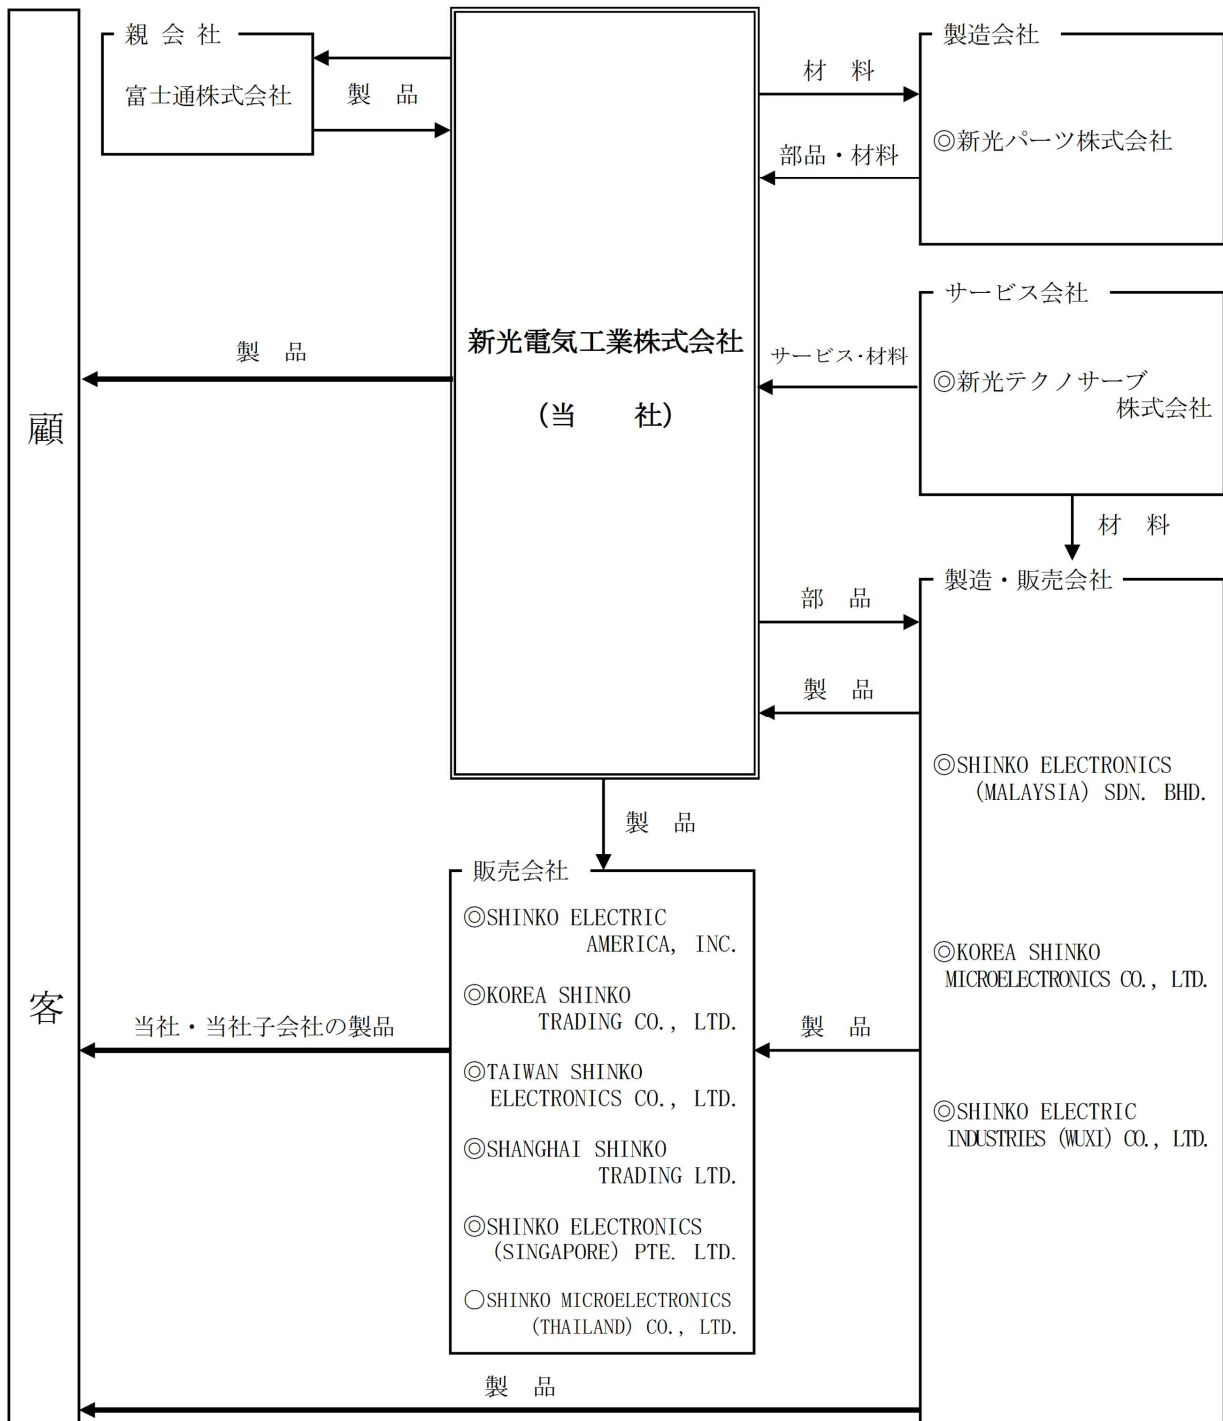 親 会 社
富士通株式会社
製 品
新光電気工業株式会社
(当 社)
材 料
部品・材料
製造会社
◎新光パーツ株式会社
サービス会社
サービス・材料
◎新光テクノサーブ
株式会社
材 料
製 品
顧
客
製造・販売会社
部 品
製 品
◎SHINKO ELECTRONICS
(MALAYSIA) SDN. BHD.
◎KOREA SHINKO
MICROELECTRONICS CO., LTD.
◎SHINKO ELECTRIC
INDUSTRIES (WUXI) CO., LTD.
製 品
販売会社
◎SHINKO ELECTRIC
AMERICA, INC.
◎KOREA SHINKO
TRADING CO., LTD.
◎TAIWAN SHINKO
ELECTRONICS CO., LTD.
◎SHANGHAI SHINKO
TRADING LTD.
◎SHINKO ELECTRONICS
(SINGAPORE) PTE. LTD.
○SHINKO MICROELECTRONICS
(THAILAND) CO., LTD.
当社・当社子会社の製品
製 品
製 品